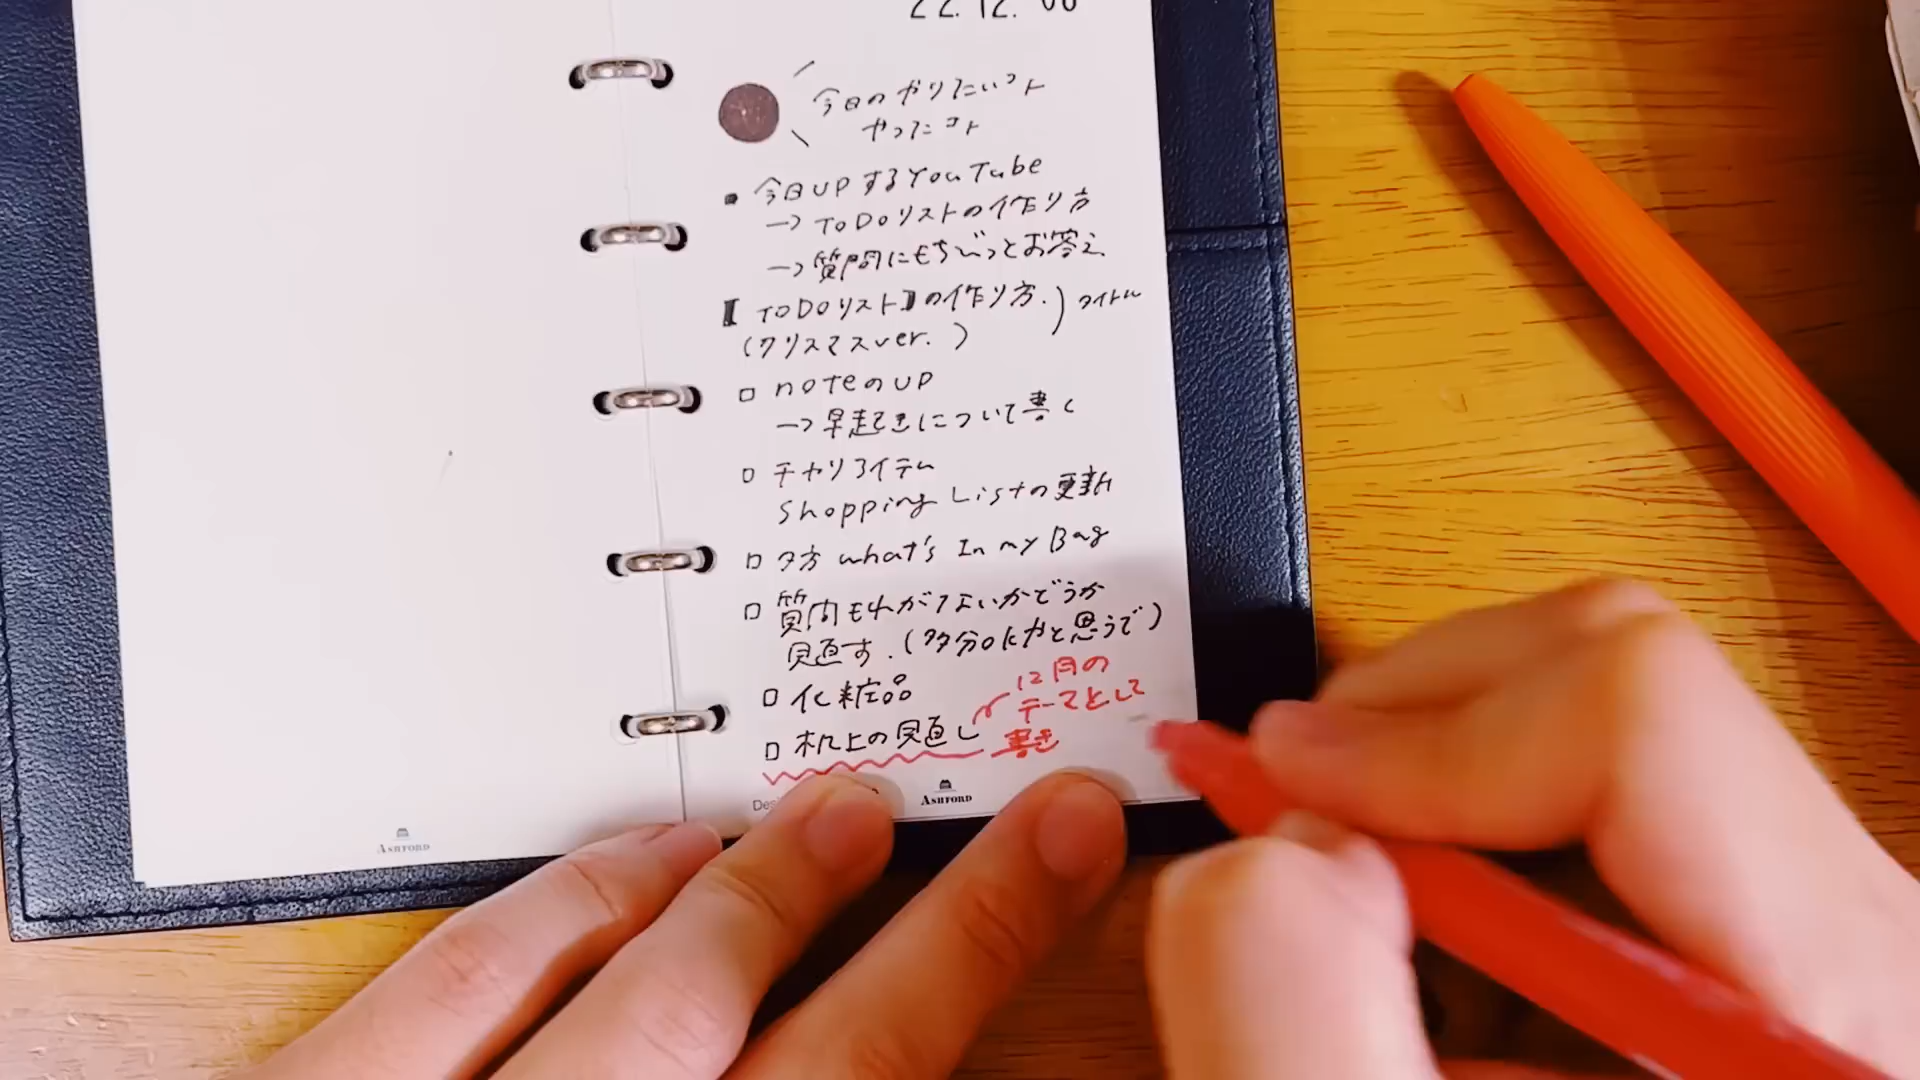 22.12.06
今日のやりたいコト
やったコト
今日UPするYouTube
→ToDoリストの作り方
→質問にもちょっとお答え
【ToDoリスト】の作り方.) タイトル
(クリスマスver. )
□ noteのUP
→早起きについて書く
□ チャリアイテム
Shopping Listの更新
□ 夕方 what's In my Bag
□ 質問もれがないかどうか
見直す.(多分OKかと思うで)
□ 化粧品
□ 机上の見直し
12月の
テーマとして
書き
Des
ASHFORD
ASHFORD